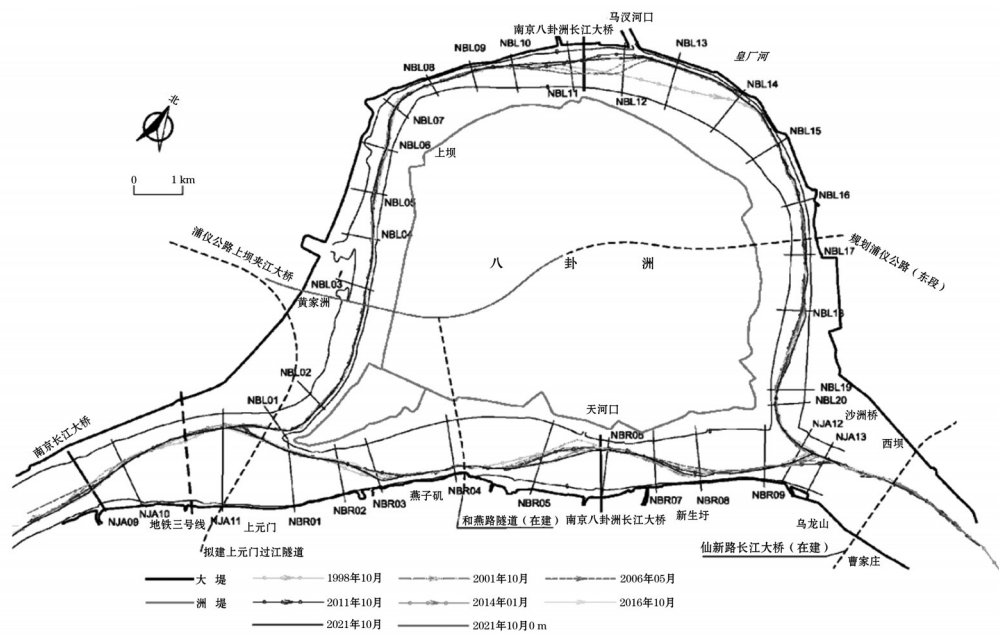 马汊河口
南京八卦洲长江大桥
皇厂河
NBL13
NBL10
NBL09
NBL08
NBL14
NBL11
NBL12
北
NBL07
NBL15
NBL06
上坝
0 1 km
NBL16
NBL05
浦仪公路上坝夹江大桥
NBL04
八卦洲
规划浦仪公路（东段）
NBL17
NBL03
黄家洲
NBL18
NBL02
NBL19
NBL01
NBL20
天河口
沙洲桥
南京长江大桥
NJA12
NBR06
NJA13
西坝
燕子矶
NBR04
NBR03
NBR05
NBR07
NBR08
NBR09
NBR02
NBR01
NJA09
NJA10
NJA11
地铁三号线
上元门
和燕路隧道（在建）
南京八卦洲长江大桥
新生圩
乌龙山
拟建上元门过江隧道
仙新路长江大桥（在建）
曹家庄
大 堤
1998年10月
2001年10月
2006年05月
洲 堤
2011年10月
2014年01月
2016年10月
2021年10月
2021年10月0 m